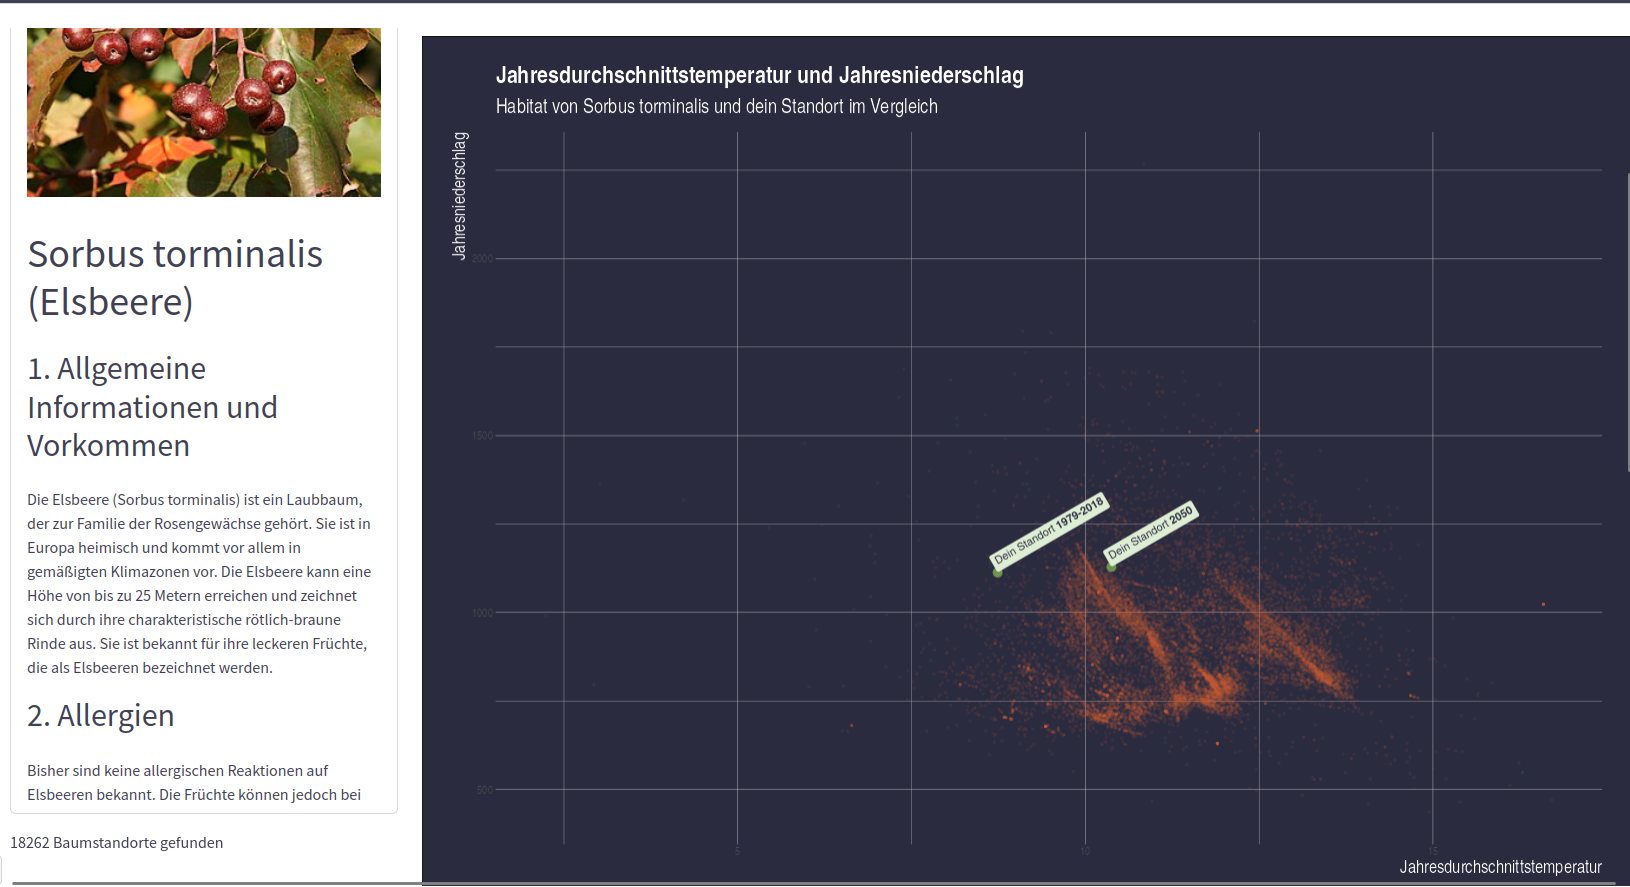 Sorbus torminalis
(Elsbeere)
1. Allgemeine
Informationen und
Vorkommen
Die Elsbeere (Sorbus torminalis) ist ein Laubbaum,
der zur Familie der Rosengewächse gehört. Sie ist in
Europa heimisch und kommt vor allem in
gemäßigten Klimazonen vor. Die Elsbeere kann eine
Höhe von bis zu 25 Metern erreichen und zeichnet
sich durch ihre charakteristische rötlich-braune
Rinde aus. Sie ist bekannt für ihre leckeren Früchte,
die als Elsbeeren bezeichnet werden.
2. Allergien
Bisher sind keine allergischen Reaktionen auf
Elsbeeren bekannt. Die Früchte können jedoch bei
18262 Baumstandorte gefunden
Jahresdurchschnittstemperatur und Jahresniederschlag
Habitat von Sorbus torminalis und dein Standort im Vergleich
Jahresniederschlag
2000
1500
1000
500
Dein Standort 1979-2018
Dein Standort 2050
5
10
15
Jahresdurchschnittstemperatur